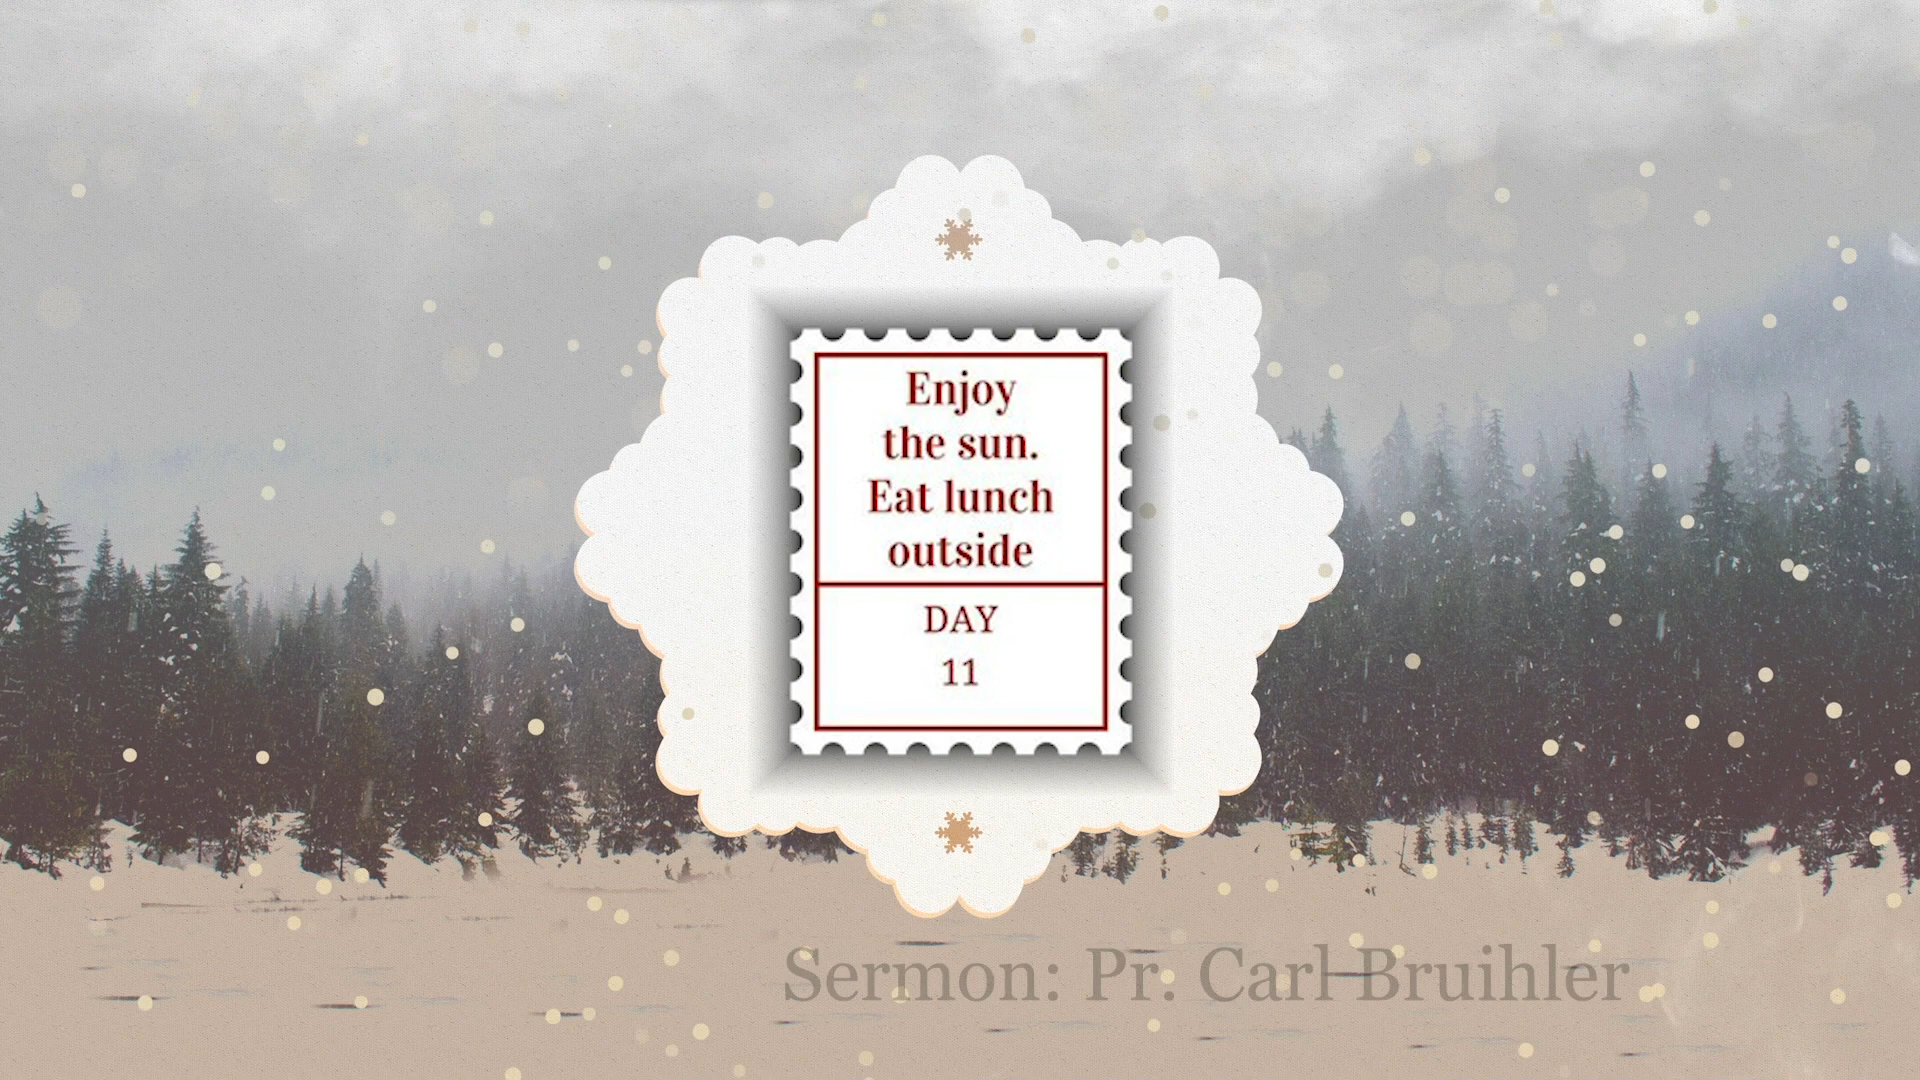 Enjoy
the sun.
Eat lunch
outside
DAY
11
Sermon: Pr. Carl Bruihler